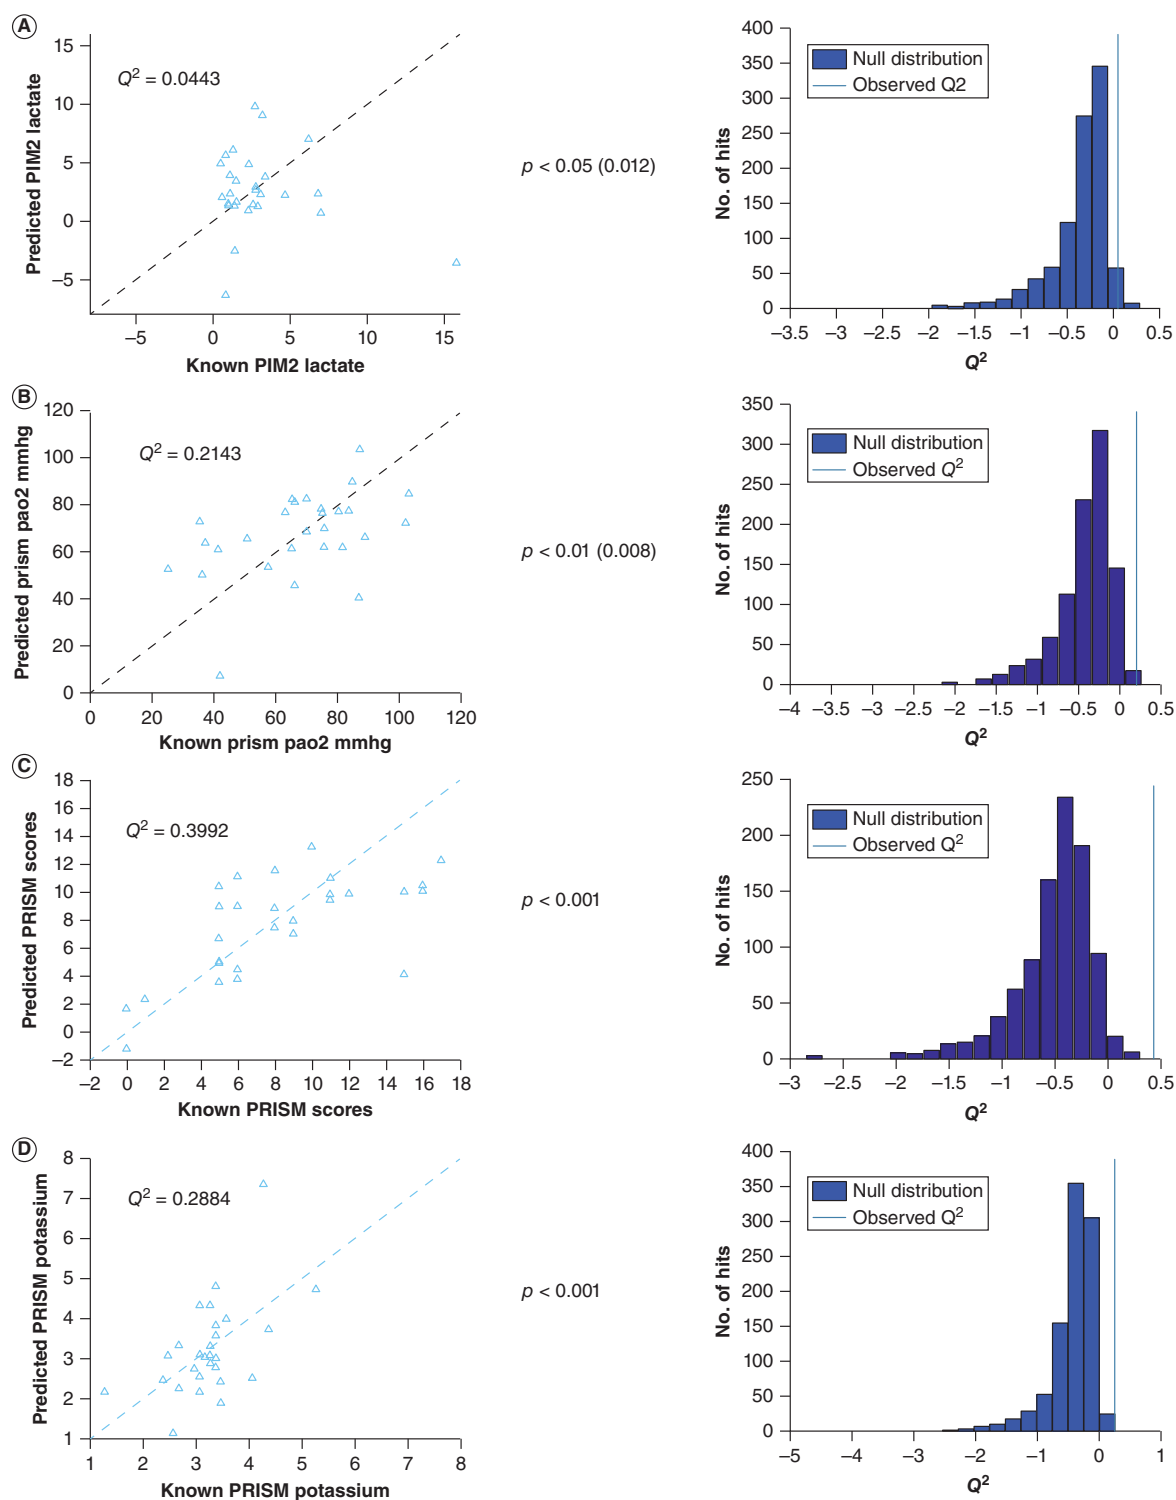 A
Predicted PIM2 lactate
15
10
5
0
−5
Q² = 0.0443
−5 0 5 10 15
Known PIM2 lactate
p < 0.05 (0.012)
No. of hits
400
350
300
250
200
150
100
50
0
Null distribution
Observed Q2
−3.5 −3 −2.5 −2 −1.5 −1 −0.5 0 0.5
Q²
B
Predicted prism pao2 mmhg
120
100
80
60
40
20
0
Q² = 0.2143
0 20 40 60 80 100 120
Known prism pao2 mmhg
p < 0.01 (0.008)
No. of hits
350
300
250
200
150
100
50
0
Null distribution
Observed Q²
−4 −3.5 −3 −2.5 −2 −1.5 −1 −0.5 0 0.5
Q²
C
Predicted PRISM scores
18
16
14
12
10
8
6
4
2
0
−2
Q² = 0.3992
−2 0 2 4 6 8 10 12 14 16 18
Known PRISM scores
p < 0.001
No. of hits
250
200
150
100
50
0
Null distribution
Observed Q²
−3 −2.5 −2 −1.5 −1 −0.5 0 0.5
Q²
D
Predicted PRISM potassium
8
7
6
5
4
3
2
1
Q² = 0.2884
1 2 3 4 5 6 7 8
Known PRISM potassium
p < 0.001
No. of hits
400
350
300
250
200
150
100
50
0
Null distribution
Observed Q²
−5 −4 −3 −2 −1 0 1
Q²